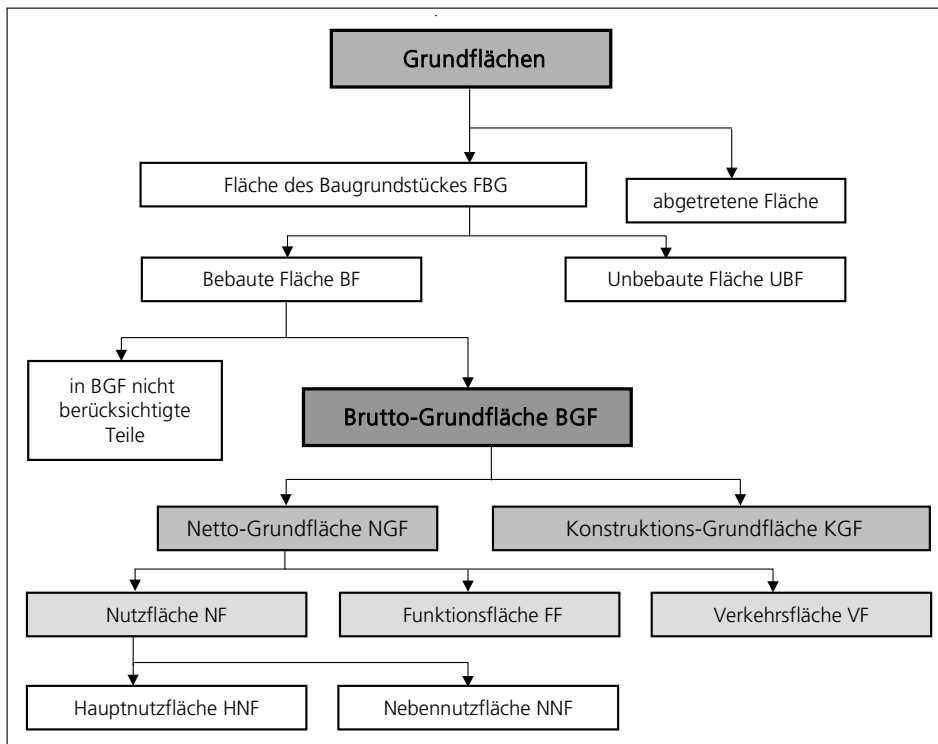 Grundflächen
Fläche des Baugrundstückes FBG
abgetretene Fläche
Bebaute Fläche BF
Unbebaute Fläche UBF
in BGF nicht
berücksichtigte
Teile
Brutto-Grundfläche BGF
Netto-Grundfläche NGF
Konstruktions-Grundfläche KGF
Nutzfläche NF
Funktionsfläche FF
Verkehrsfläche VF
Hauptnutzfläche HNF
Nebennutzfläche NNF